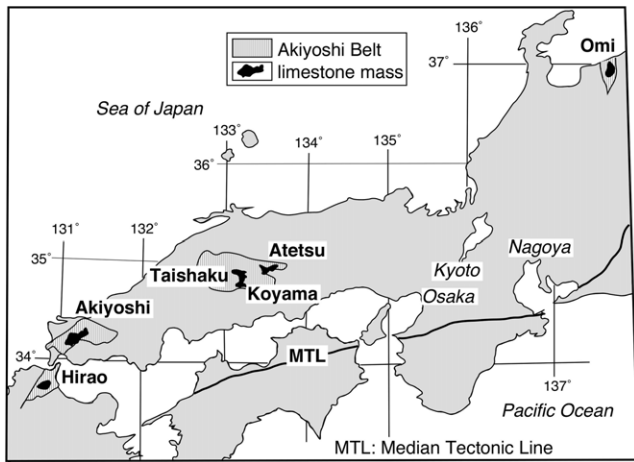 136˚
Akiyoshi Belt
limestone mass
Omi
37˚
Sea of Japan
133˚
134˚
135˚
36˚
131˚
132˚
35˚
Atetsu
Nagoya
Taishaku
Kyoto
Koyama
Osaka
Akiyoshi
34˚
MTL
Hirao
137˚
Pacific Ocean
MTL: Median Tectonic Line